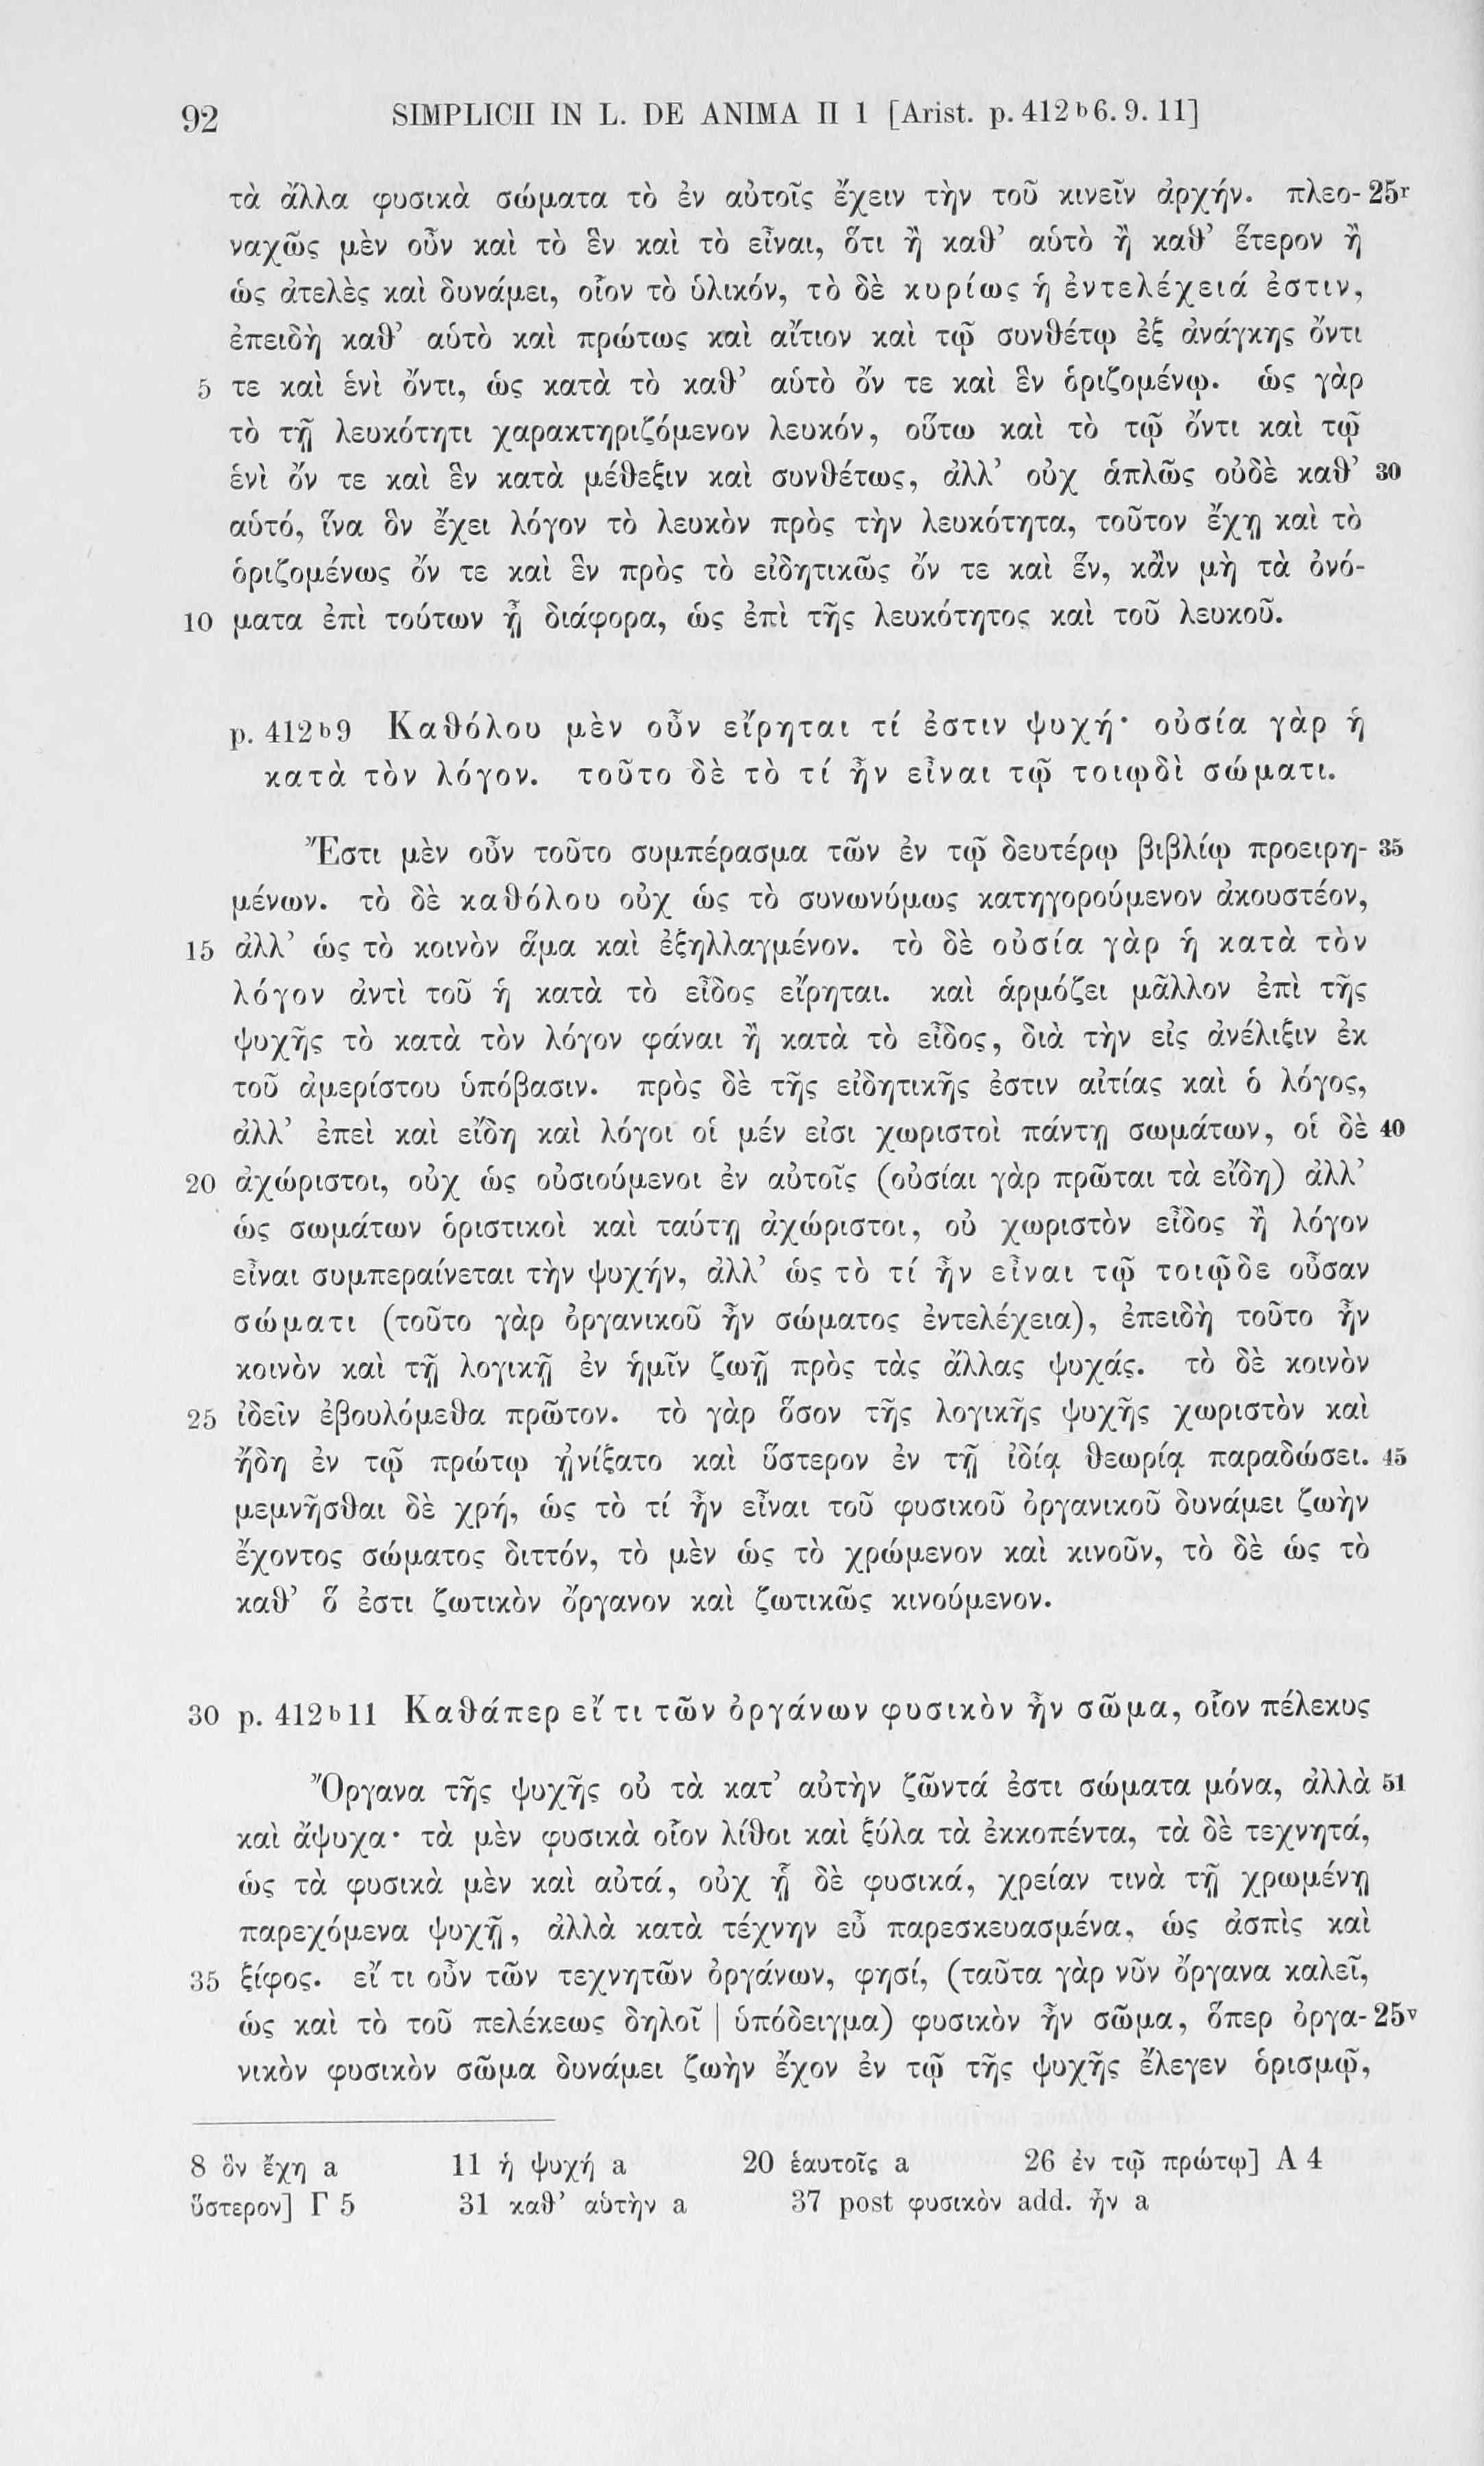 92 SIMPLICII IN L. DE ANIMA II 1 [Arist. p. 412 b 6. 9. 11]
τὰ ἄλλα φυσικὰ σώματα τὸ ἐν αὐτοῖς ἔχειν τὴν τοῦ κινεῖν ἀρχήν. πλεο- 25r
ναχῶς μὲν οὖν καὶ τὸ ἓν καὶ τὸ εἶναι, ὅτι ἢ καθ’ αὑτὸ ἢ καθ’ ἕτερον ἢ
ὡς ἀτελὲς καὶ δυνάμει, οἷον τὸ ὑλικόν, τὸ δὲ κυρίως ἡ ἐντελέχειά ἐστιν,
ἐπειδὴ καθ’ αὑτὸ καὶ πρώτως καὶ αἴτιον καὶ τῷ συνθέτῳ ἐξ ἀνάγκης ὄντι
5 τε καὶ ἑνὶ ὄντι, ὡς κατὰ τὸ καθ’ αὑτὸ ὄν τε καὶ ἓν ὁριζομένῳ. ὡς γὰρ
τὸ τῇ λευκότητι χαρακτηριζόμενον λευκόν, οὕτω καὶ τὸ τῷ ὄντι καὶ τῷ
ἑνὶ ὄν τε καὶ ἓν κατὰ μέθεξιν καὶ συνθέτως, ἀλλ’ οὐχ ἁπλῶς οὐδὲ καθ’ 30
αὑτό, ἵνα ὃν ἔχει λόγον τὸ λευκὸν πρὸς τὴν λευκότητα, τοῦτον ἔχῃ καὶ τὸ
ὁριζομένως ὄν τε καὶ ἓν πρὸς τὸ εἰδητικῶς ὄν τε καὶ ἕν, κἂν μὴ τὰ ὀνό-
10 ματα ἐπὶ τούτων ᾖ διάφορα, ὡς ἐπὶ τῆς λευκότητος καὶ τοῦ λευκοῦ.
p. 412 b 9 Καθόλου μὲν οὖν εἴρηται τί ἐστιν ψυχή· οὐσία γὰρ ἡ
κατὰ τὸν λόγον. τοῦτο δὲ τὸ τί ἦν εἶναι τῷ τοιῳδὶ σώματι.
Ἔστι μὲν οὖν τοῦτο συμπέρασμα τῶν ἐν τῷ δευτέρῳ βιβλίῳ προειρη- 35
μένων. τὸ δὲ καθόλου οὐχ ὡς τὸ συνωνύμως κατηγορούμενον ἀκουστέον,
15 ἀλλ’ ὡς τὸ κοινὸν ἅμα καὶ ἐξηλλαγμένον. τὸ δὲ οὐσία γὰρ ἡ κατὰ τὸν
λόγον ἀντὶ τοῦ ἡ κατὰ τὸ εἶδος εἴρηται. καὶ ἁρμόζει μᾶλλον ἐπὶ τῆς
ψυχῆς τὸ κατὰ τὸν λόγον φάναι ἢ κατὰ τὸ εἶδος, διὰ τὴν εἰς ἀνέλιξιν ἐκ
τοῦ ἀμερίστου ὑπόβασιν. πρὸς δὲ τῆς εἰδητικῆς ἐστιν αἰτίας καὶ ὁ λόγος,
ἀλλ’ ἐπεὶ καὶ εἴδη καὶ λόγοι οἱ μέν εἰσι χωριστοὶ πάντῃ σωμάτων, οἱ δὲ 40
20 ἀχώριστοι, οὐχ ὡς οὐσιούμενοι ἐν αὐτοῖς (οὐσίαι γὰρ πρῶται τὰ εἴδη) ἀλλ’
ὡς σωμάτων ὁριστικοὶ καὶ ταύτῃ ἀχώριστοι, οὐ χωριστὸν εἶδος ἢ λόγον
εἶναι συμπεραίνεται τὴν ψυχήν, ἀλλ’ ὡς τὸ τί ἦν εἶναι τῷ τοιῷδε οὖσαν
σώματι (τοῦτο γὰρ ὀργανικοῦ ἦν σώματος ἐντελέχεια), ἐπειδὴ τοῦτο ἦν
κοινὸν καὶ τῇ λογικῇ ἐν ἡμῖν ζωῇ πρὸς τὰς ἄλλας ψυχάς. τὸ δὲ κοινὸν
25 ἰδεῖν ἐβουλόμεθα πρῶτον. τὸ γὰρ ὅσον τῆς λογικῆς ψυχῆς χωριστὸν καὶ
ἤδη ἐν τῷ πρώτῳ ᾐνίξατο καὶ ὕστερον ἐν τῇ ἰδίᾳ θεωρίᾳ παραδώσει. 45
μεμνῆσθαι δὲ χρή, ὡς τὸ τί ἦν εἶναι τοῦ φυσικοῦ ὀργανικοῦ δυνάμει ζωὴν
ἔχοντος σώματος διττόν, τὸ μὲν ὡς τὸ χρώμενον καὶ κινοῦν, τὸ δὲ ὡς τὸ
καθ’ ὅ ἐστι ζωτικὸν ὄργανον καὶ ζωτικῶς κινούμενον.
30 p. 412 b 11 Καθάπερ εἴ τι τῶν ὀργάνων φυσικὸν ἦν σῶμα, οἷον πέλεκυς
Ὄργανα τῆς ψυχῆς οὐ τὰ κατ’ αὐτὴν ζῶντά ἐστι σώματα μόνα, ἀλλὰ 51
καὶ ἄψυχα· τὰ μὲν φυσικὰ οἷον λίθοι καὶ ξύλα τὰ ἐκκοπέντα, τὰ δὲ τεχνητά,
ὡς τὰ φυσικὰ μὲν καὶ αὐτά, οὐχ ᾗ δὲ φυσικά, χρείαν τινὰ τῇ χρωμένῃ
παρεχόμενα ψυχῇ, ἀλλὰ κατὰ τέχνην εὖ παρεσκευασμένα, ὡς ἀσπὶς καὶ
35 ξίφος. εἴ τι οὖν τῶν τεχνητῶν ὀργάνων, φησί, (ταῦτα γὰρ νῦν ὄργανα καλεῖ,
ὡς καὶ τὸ τοῦ πελέκεως δηλοῖ | ὑπόδειγμα) φυσικὸν ἦν σῶμα, ὅπερ ὀργα- 25v
νικὸν φυσικὸν σῶμα δυνάμει ζωὴν ἔχον ἐν τῷ τῆς ψυχῆς ἔλεγεν ὁρισμῷ,
8 ὃν ἔχη a 11 ἡ ψυχή a 20 ἑαυτοῖς a 26 ἐν τῷ πρώτῳ] Α 4
ὕστερον] Γ 5 31 καθ’ αὑτὴν a 37 post φυσικὸν add. ἦν a